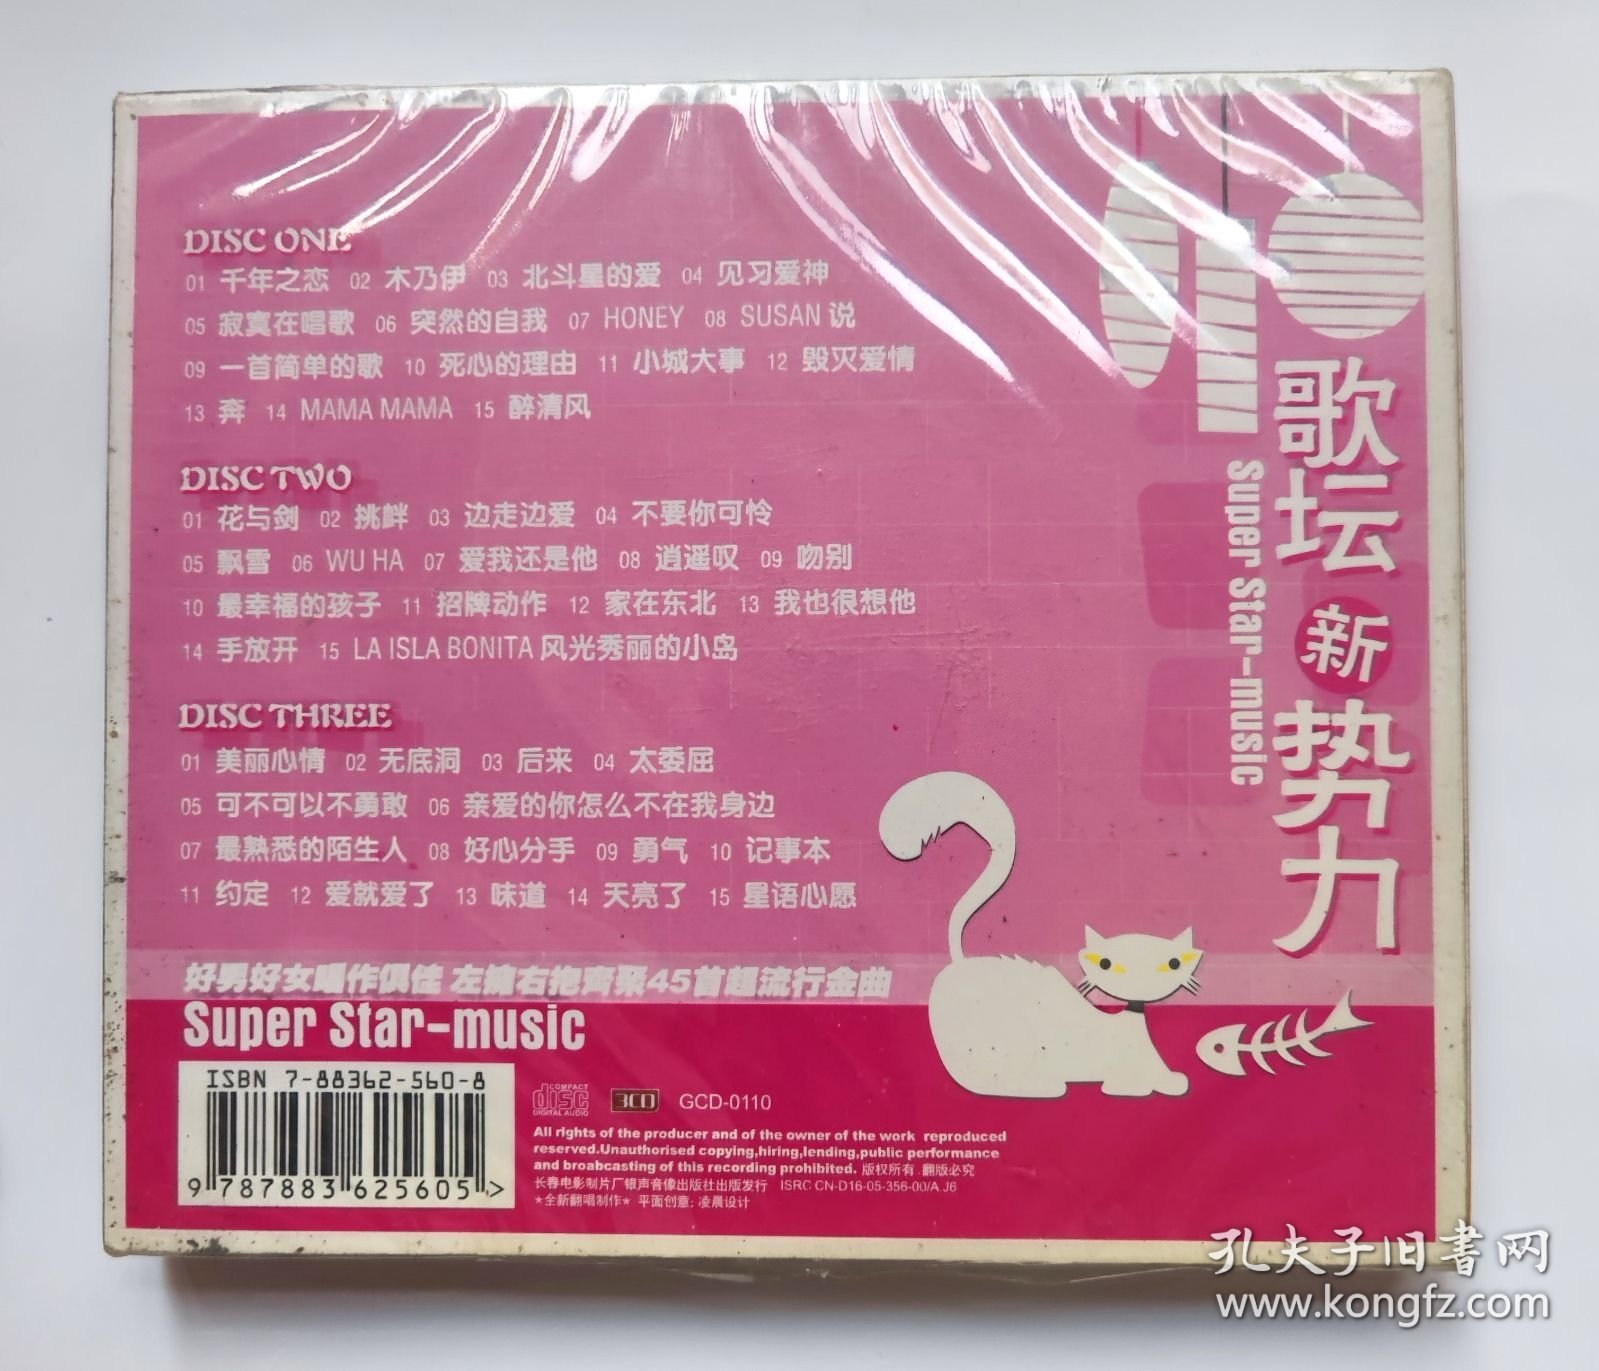 DISC ONE
01 千年之恋 02 木乃伊 03 北斗星的爱 04 见习爱神
05 寂寞在唱歌 06 突然的自我 07 HONEY 08 SUSAN 说
09 一首简单的歌 10 死心的理由 11 小城大事 12 毁灭爱情
13 奔 14 MAMA MAMA 15 醉清风
DISC TWO
01 花与剑 02 挑衅 03 边走边爱 04 不要你可怜
05 飘雪 06 WU HA 07 爱我还是他 08 逍遥叹 09 吻别
10 最幸福的孩子 11 招牌动作 12 家在东北 13 我也很想他
14 手放开 15 LA ISLA BONITA 风光秀丽的小岛
DISC THREE
01 美丽心情 02 无底洞 03 后来 04 太委屈
05 可不可以不勇敢 06 亲爱的你怎么不在我身边
07 最熟悉的陌生人 08 好心分手 09 勇气 10 记事本
11 约定 12 爱就爱了 13 味道 14 天亮了 15 星语心愿
好男好女唱作俱佳 左拥右抱齐聚45首超流行金曲
Super Star-music
歌坛新势力
Super Star-music
ISBN 7-88362-560-8
9 787883 625605 >
COMPACT disc DIGITAL AUDIO 3CD GCD-0110
All rights of the producer and of the owner of the work reproduced
reserved.Unauthorised copying,hiring,lending,public performance
and broabcasting of this recording prohibited. 版权所有.翻版必究
长春电影制片厂银声音像出版社出版发行 ISRC CN-D16-05-356-00/A.J6
★全新翻唱制作★ 平面创意: 凌晨设计
孔夫子旧书网
www.kongfz.com